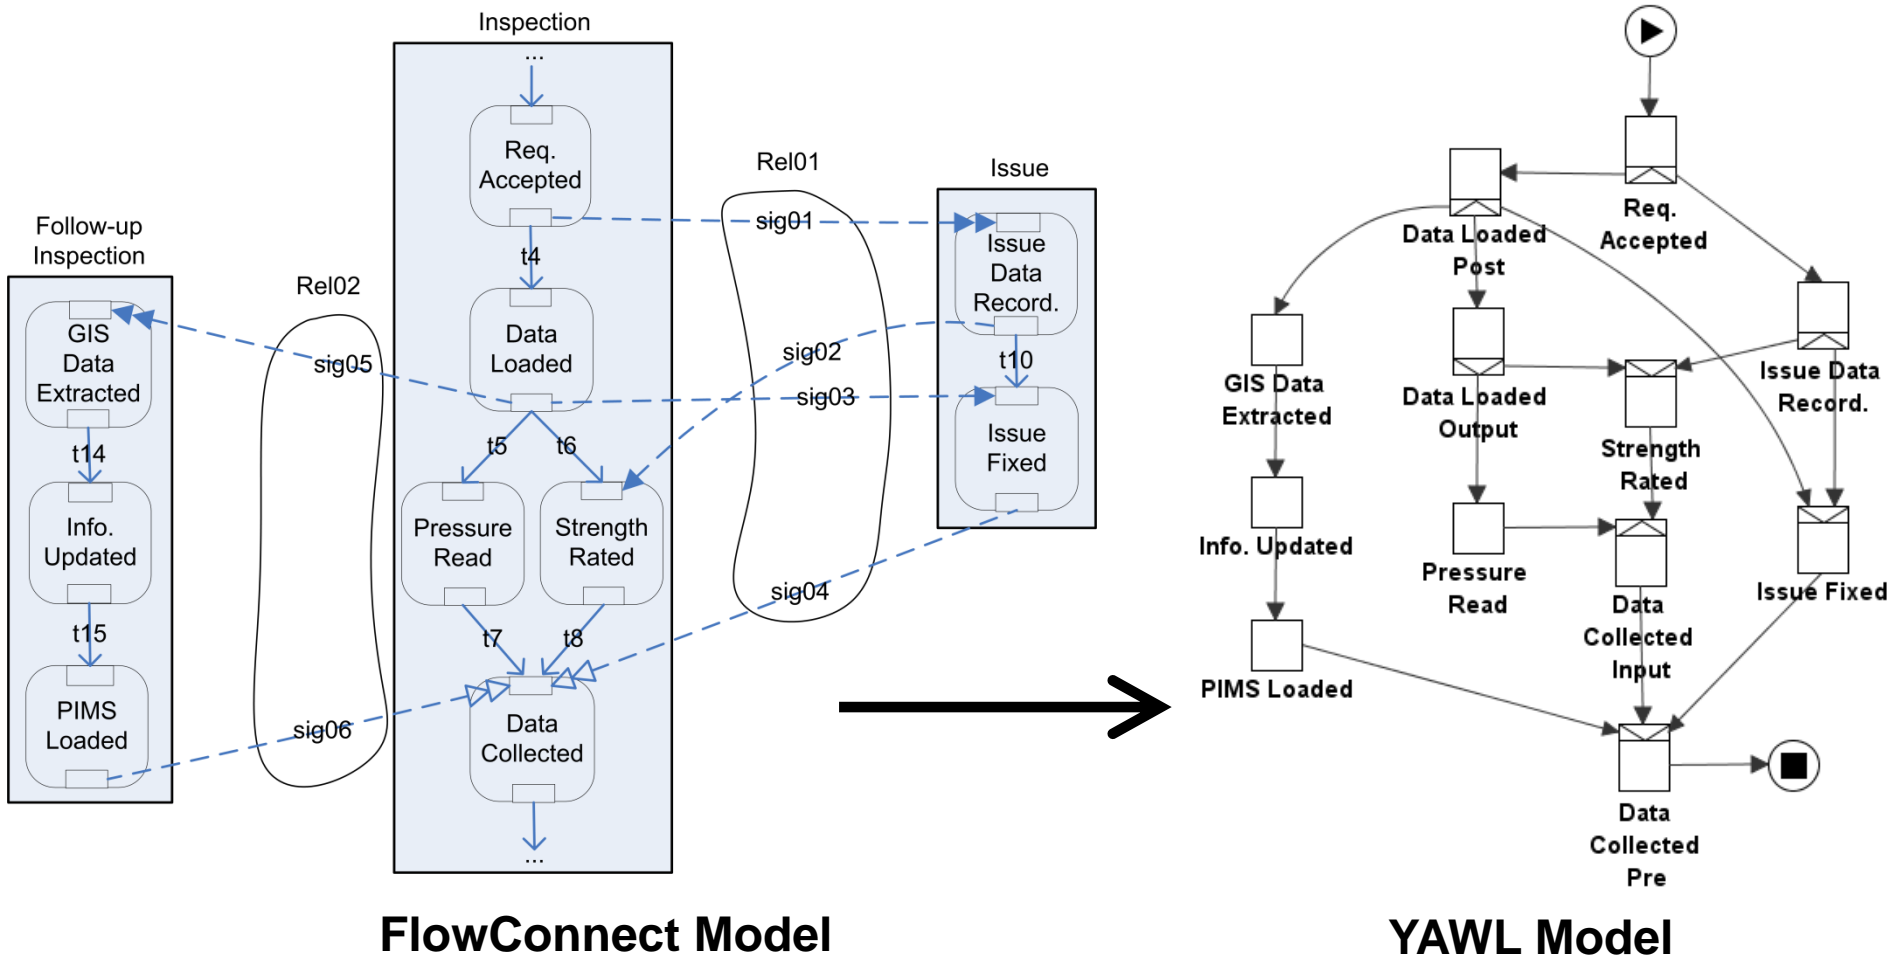 Inspection
...
Req.
Accepted
t4
Data
Loaded
t5
t6
Pressure
Read
Strength
Rated
t7
t8
Data
Collected
...
Follow-up
Inspection
GIS
Data
Extracted
t14
Info.
Updated
t15
PIMS
Loaded
Rel02
sig05
sig06
Rel01
sig01
sig02
sig03
sig04
Issue
Issue
Data
Record.
t10
Issue
Fixed
FlowConnect Model
Req.
Accepted
Data Loaded
Post
GIS Data
Extracted
Data Loaded
Output
Issue Data
Record.
Strength
Rated
Info. Updated
Pressure
Read
Data
Collected
Input
Issue Fixed
PIMS Loaded
Data
Collected
Pre
YAWL Model